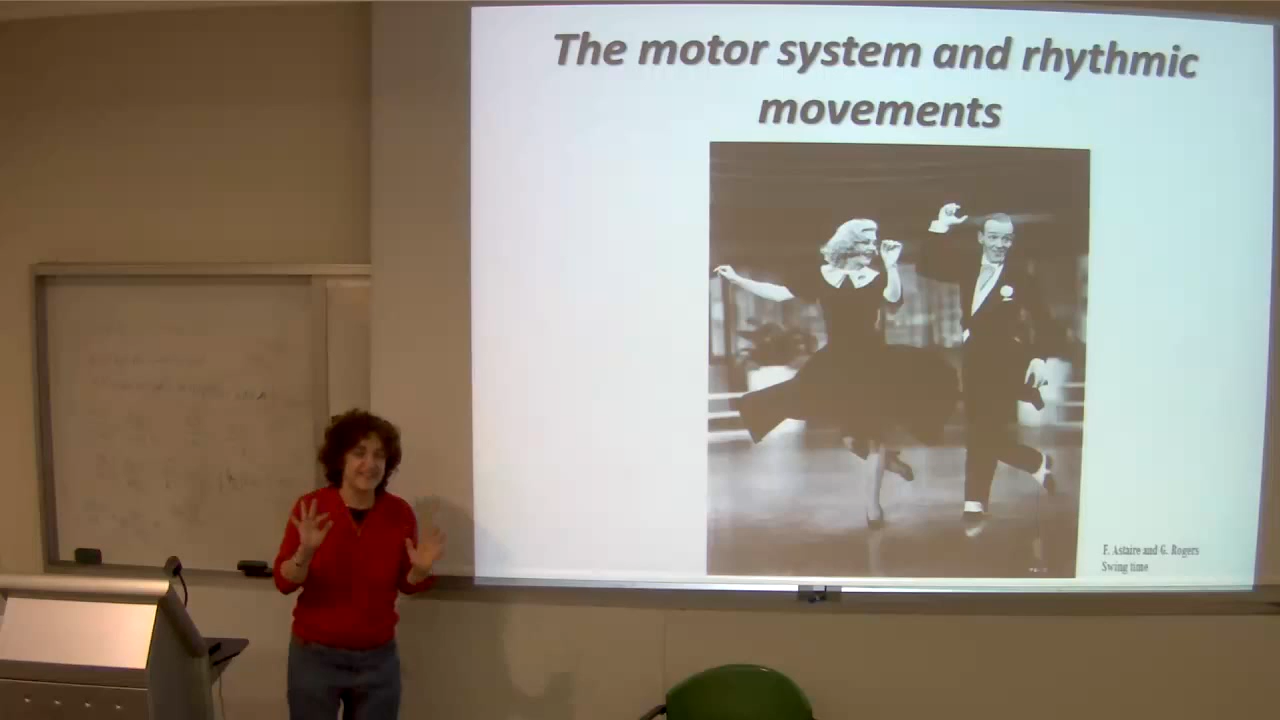 The motor system and rhythmic
movements
F. Astaire and G. Rogers
Swing time